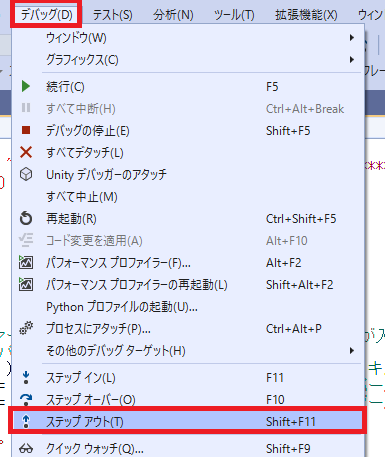 デバッグ(D) テスト(S) 分析(N) ツール(T) 拡張機能(X) ウィン
ウィンドウ(W)
グラフィックス(C)
続行(C) F5
すべて中断(H) Ctrl+Alt+Break
デバッグの停止(E) Shift+F5
すべてデタッチ(L)
Unity デバッガーのアタッチ
すべて中止(M)
再起動(R) Ctrl+Shift+F5
コード変更を適用(A) Alt+F10
パフォーマンス プロファイラー(F)... Alt+F2
パフォーマンス プロファイラーの再起動(L) Shift+Alt+F2
Python プロファイルの起動(U)...
プロセスにアタッチ(P)... Ctrl+Alt+P
その他のデバッグ ターゲット(H)
ステップ イン(L) F11
ステップ オーバー(O) F10
ステップ アウト(T) Shift+F11
クイック ウォッチ(Q)... Shift+F9